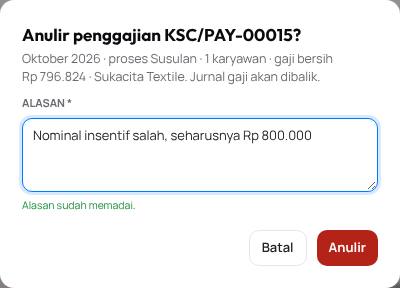 Anulir penggajian KSC/PAY-00015?
Oktober 2026 · proses Susulan · 1 karyawan · gaji bersih
Rp 796.824 · Sukacita Textile. Jurnal gaji akan dibalik.
ALASAN *
Nominal insentif salah, seharusnya Rp 800.000
Alasan sudah memadai.
Batal
Anulir